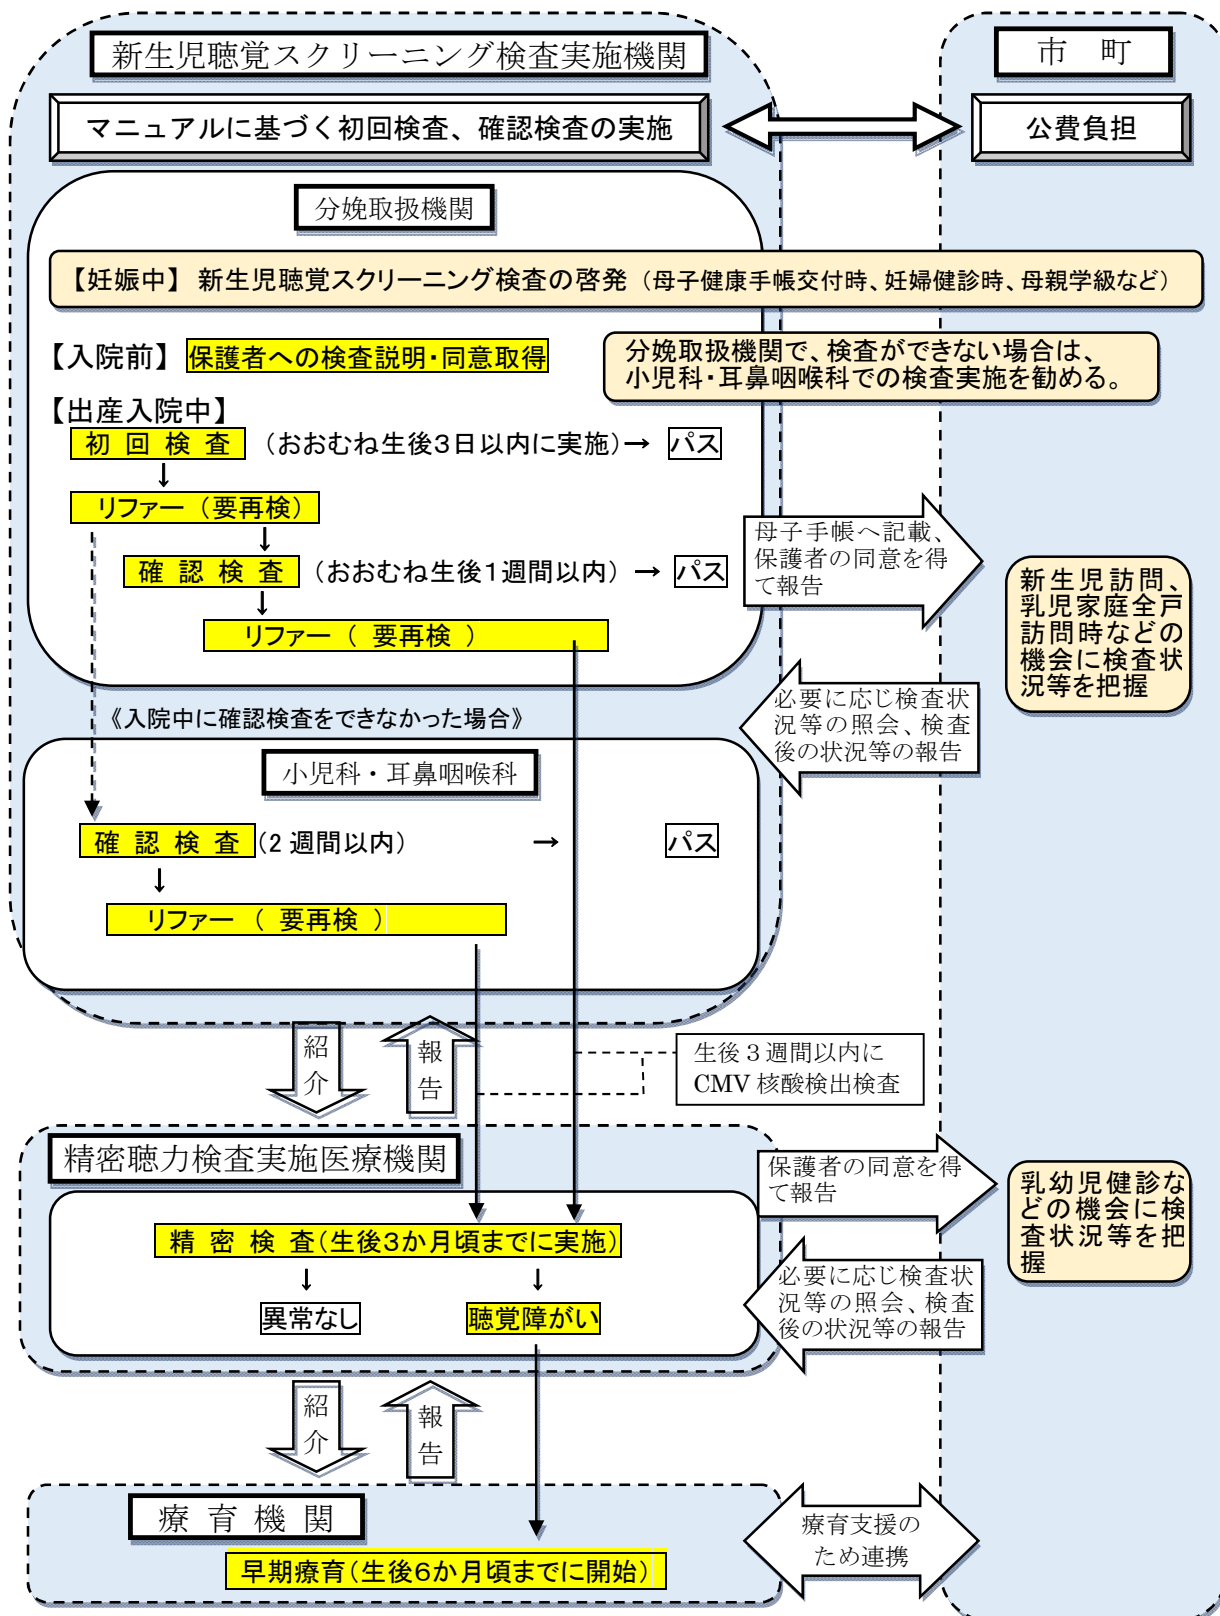 新生児聴覚スクリーニング検査実施機関
市　町
マニュアルに基づく初回検査、確認検査の実施
公費負担
分娩取扱機関
【妊娠中】 新生児聴覚スクリーニング検査の啓発 （母子健康手帳交付時、妊婦健診時、母親学級など）
【入院前】 保護者への検査説明・同意取得
分娩取扱機関で、検査ができない場合は、
小児科・耳鼻咽喉科での検査実施を勧める。
【出産入院中】
初 回 検 査 （おおむね生後3日以内に実施）→ パス
↓
リファー （要再検）
↓
確 認 検 査 （おおむね生後１週間以内） → パス
↓
リファー （ 要再検 ）
母子手帳へ記載、
保護者の同意を得
て報告
新生児訪問、
乳児家庭全戸
訪問時などの
機会に検査状
況等を把握
必要に応じ検査状
況等の照会、検査
後の状況等の報告
《入院中に確認検査をできなかった場合》
小児科・耳鼻咽喉科
確 認 検 査 （２週間以内） → パス
↓
リファー （ 要再検 ）
紹介
報告
生後３週間以内に
CMV 核酸検出検査
精密聴力検査実施医療機関
保護者の同意を得
て報告
乳幼児健診な
どの機会に検
査状況等を把
握
精 密 検 査（生後3か月頃までに実施）
↓ ↓
異常なし 聴覚障がい
必要に応じ検査状
況等の照会、検査
後の状況等の報告
紹介
報告
療 育 機 関
療育支援の
ため連携
早期療育（生後6か月頃までに開始）